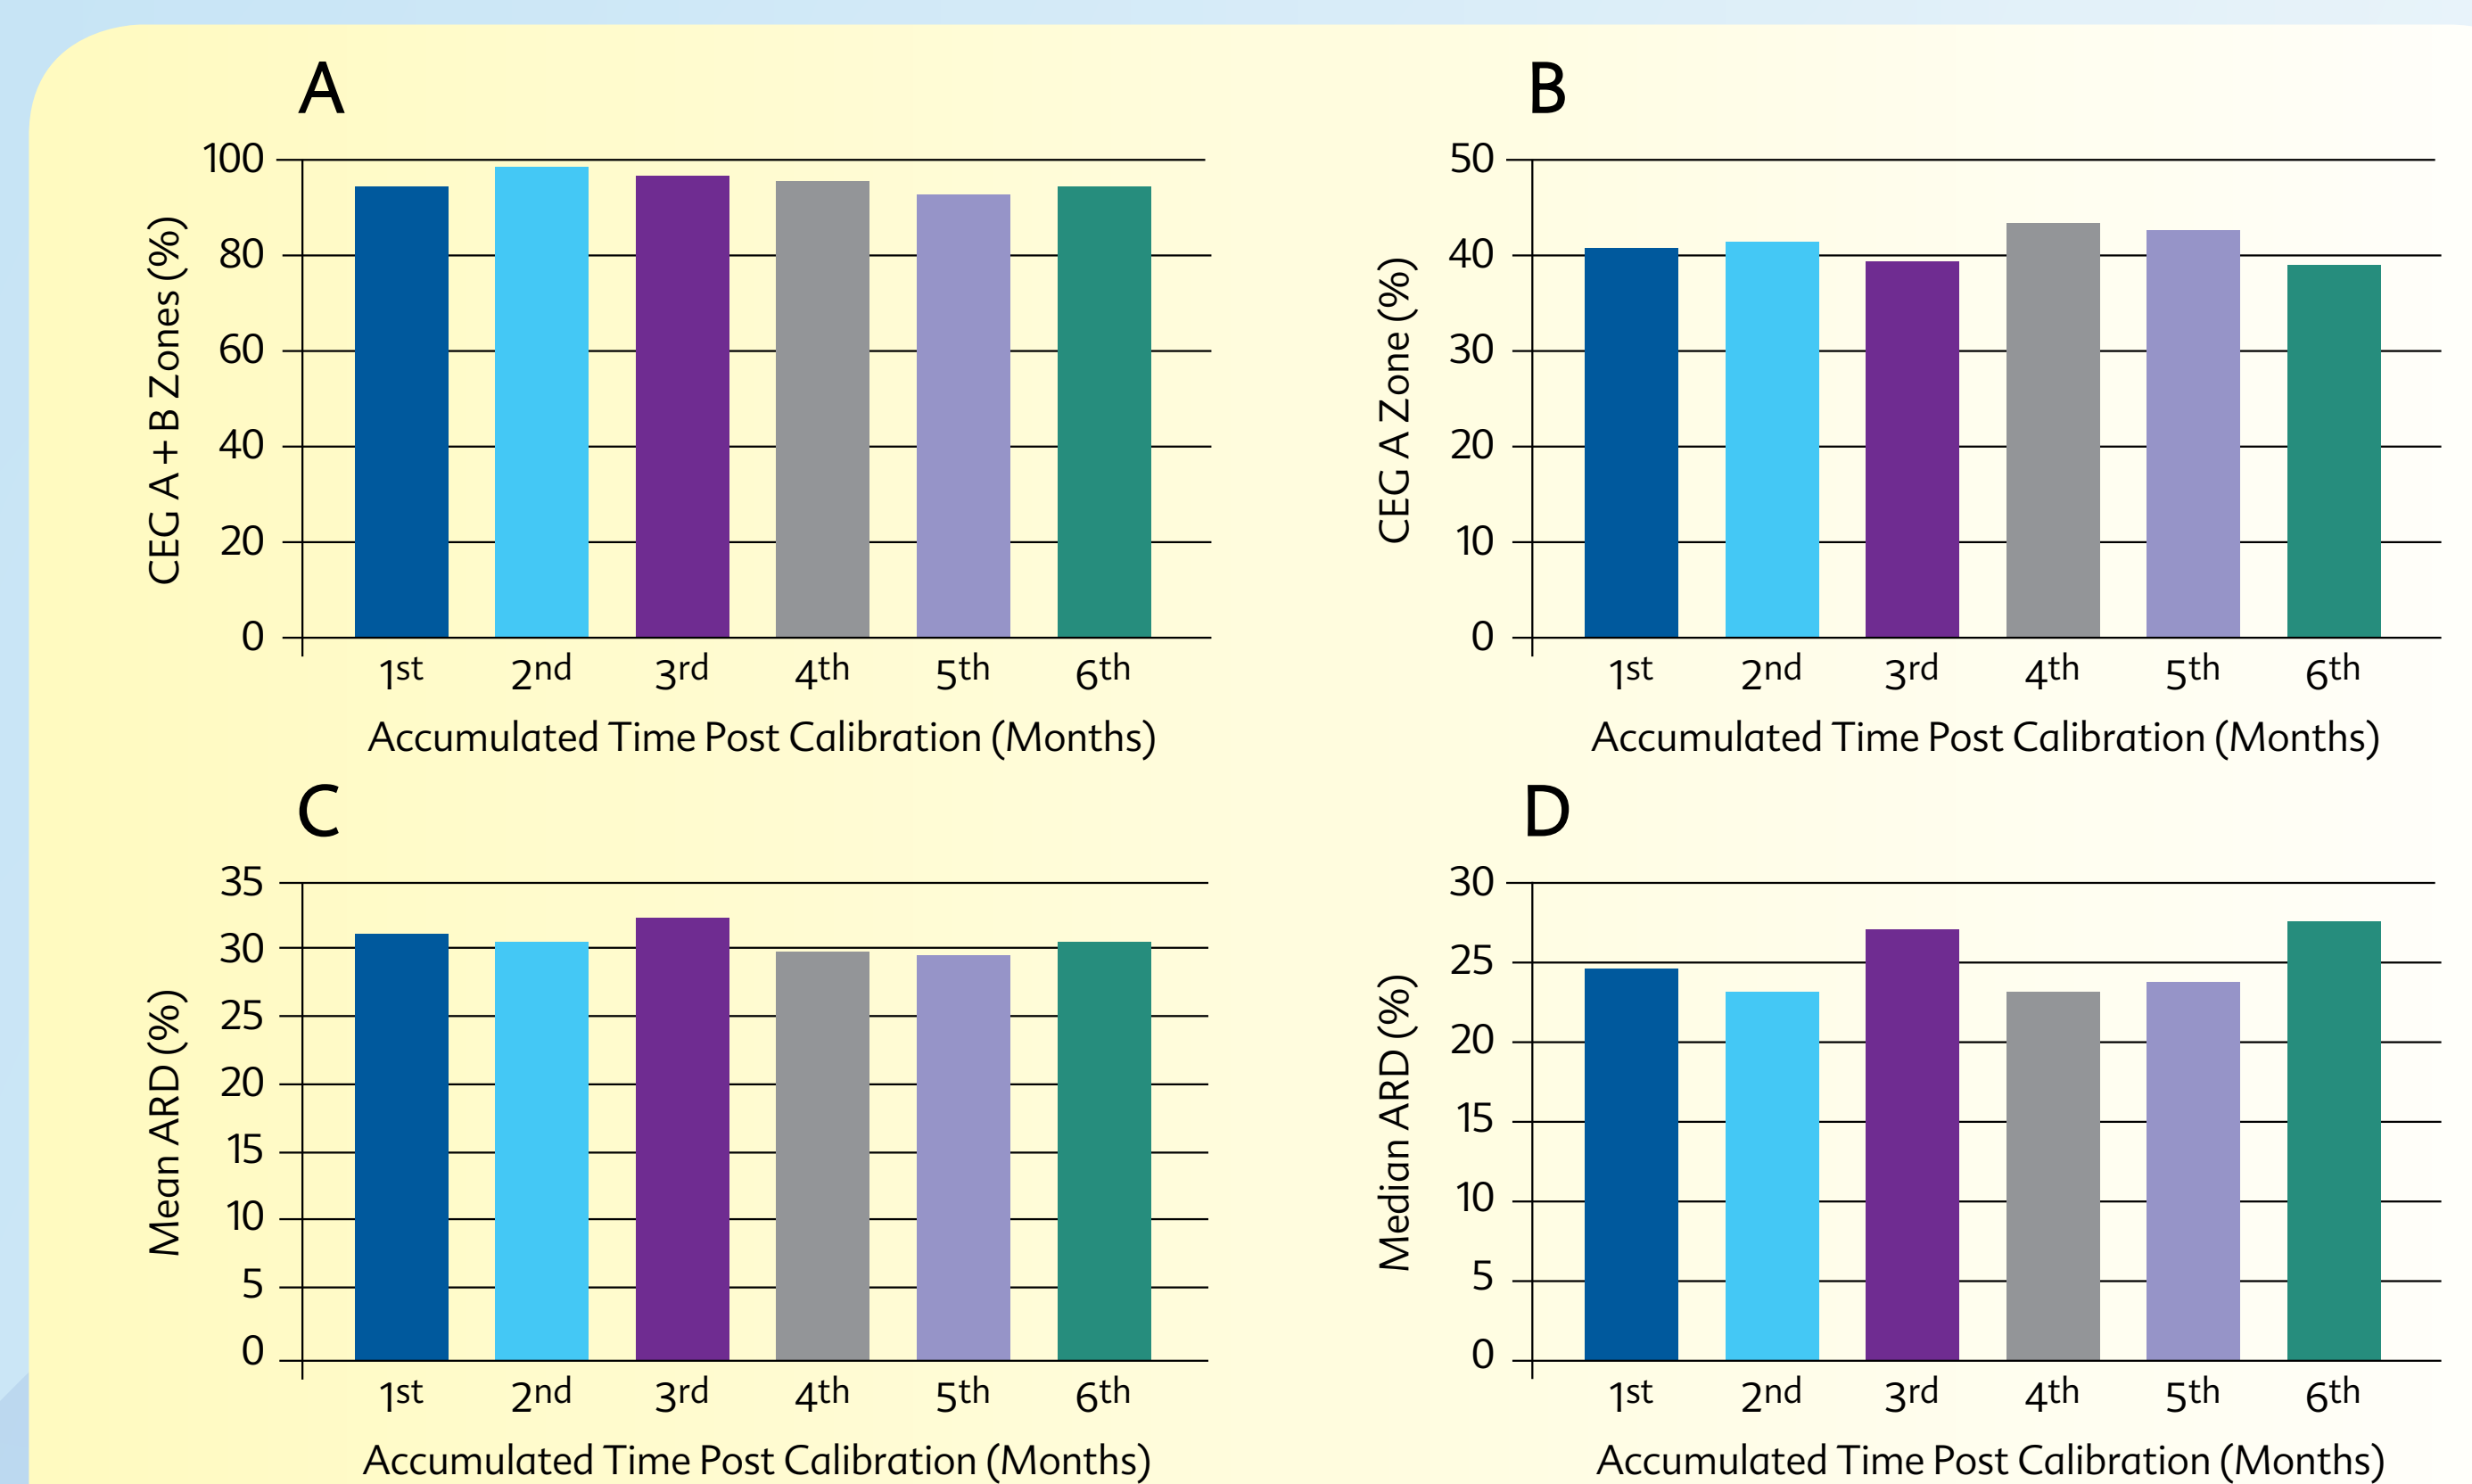 A
CEG A + B Zones (%)
100
80
60
40
20
0
1st 2nd 3rd 4th 5th 6th
Accumulated Time Post Calibration (Months)
B
CEG A Zone (%)
50
40
30
20
10
0
1st 2nd 3rd 4th 5th 6th
Accumulated Time Post Calibration (Months)
C
Mean ARD (%)
35
30
25
20
15
10
5
0
1st 2nd 3rd 4th 5th 6th
Accumulated Time Post Calibration (Months)
D
Median ARD (%)
30
25
20
15
10
5
0
1st 2nd 3rd 4th 5th 6th
Accumulated Time Post Calibration (Months)